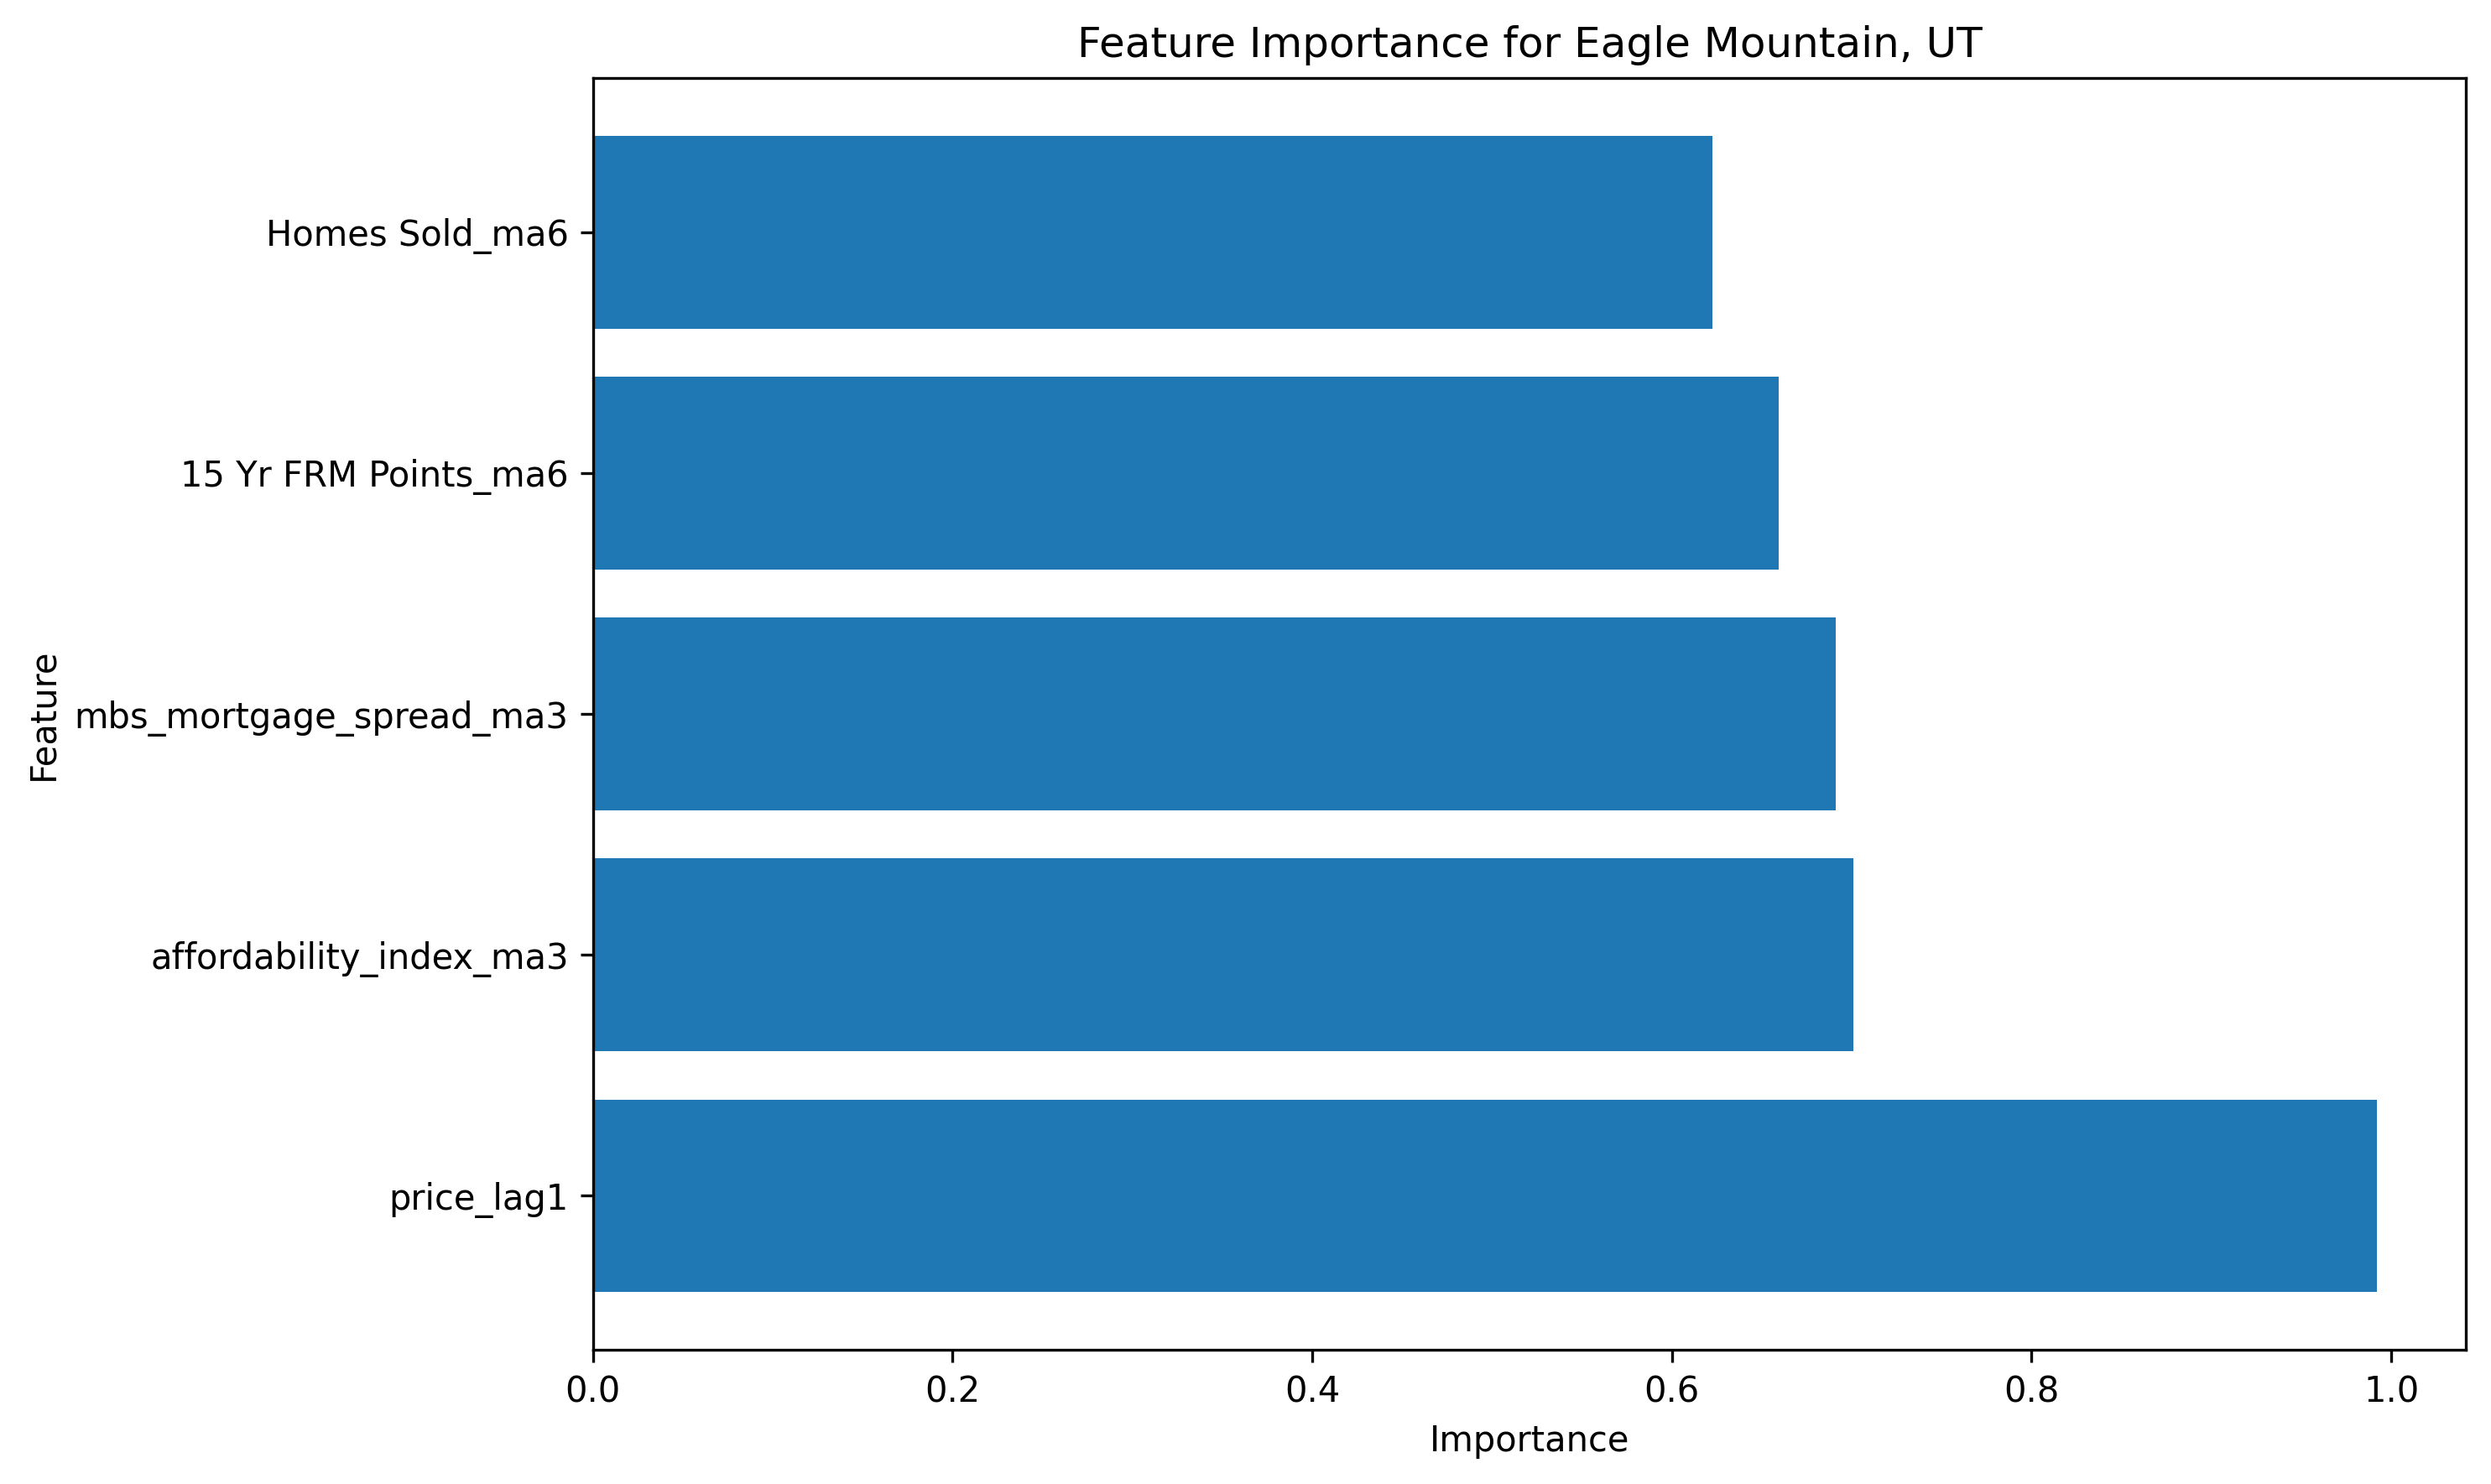 Feature Importance for Eagle Mountain, UT
Homes Sold_ma6
15 Yr FRM Points_ma6
mbs_mortgage_spread_ma3
affordability_index_ma3
price_lag1
Feature
0.0 0.2 0.4 0.6 0.8 1.0
Importance